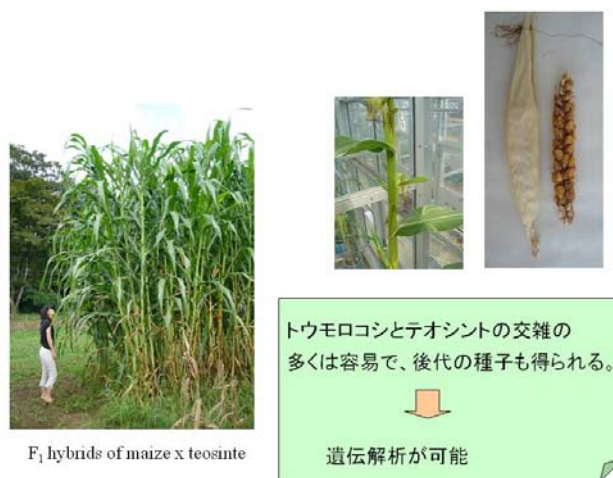 トウモロコシとテオシントの交雑の
多くは容易で、後代の種子も得られる。
遺伝解析が可能
F₁ hybrids of maize x teosinte